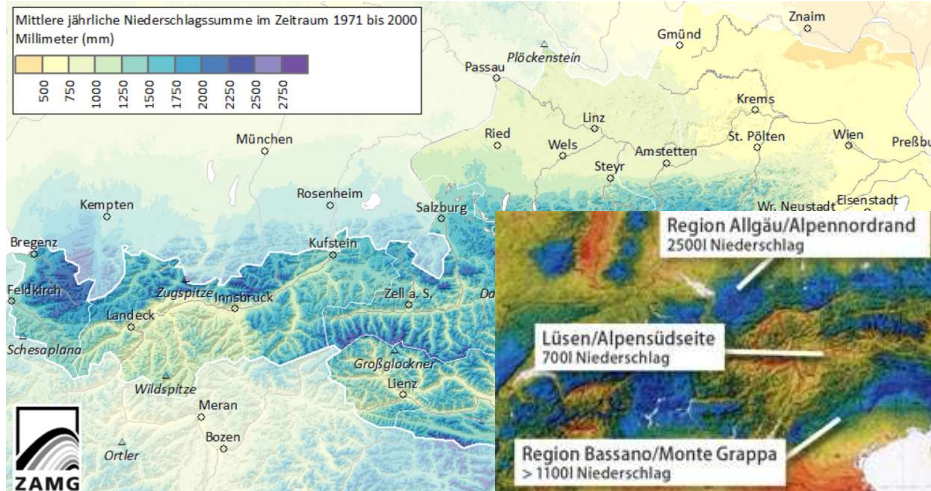 Mittlere jährliche Niederschlagssumme im Zeitraum 1971 bis 2000
Millimeter (mm)
500
750
1000
1250
1500
1750
2000
2250
2500
2750
Znaim
Gmünd
Plöckenstein
Passau
Krems
Linz
Ried
Wels
St. Pölten
Wien
Amstetten
Steyr
München
Rosenheim
Kempten
Salzburg
Wr. Neustadt
Eisenstadt
Bregenz
Kufstein
Feldkirch
Zugspitze
Innsbruck
Zell a. S.
Landeck
Schesaplana
Großglockner
Wildspitze
Lienz
Meran
Bozen
Ortler
ZAMG
Region Allgäu/Alpennordrand
2500l Niederschlag
Lüsen/Alpensüdseite
700l Niederschlag
Region Bassano/Monte Grappa
> 1100l Niederschlag